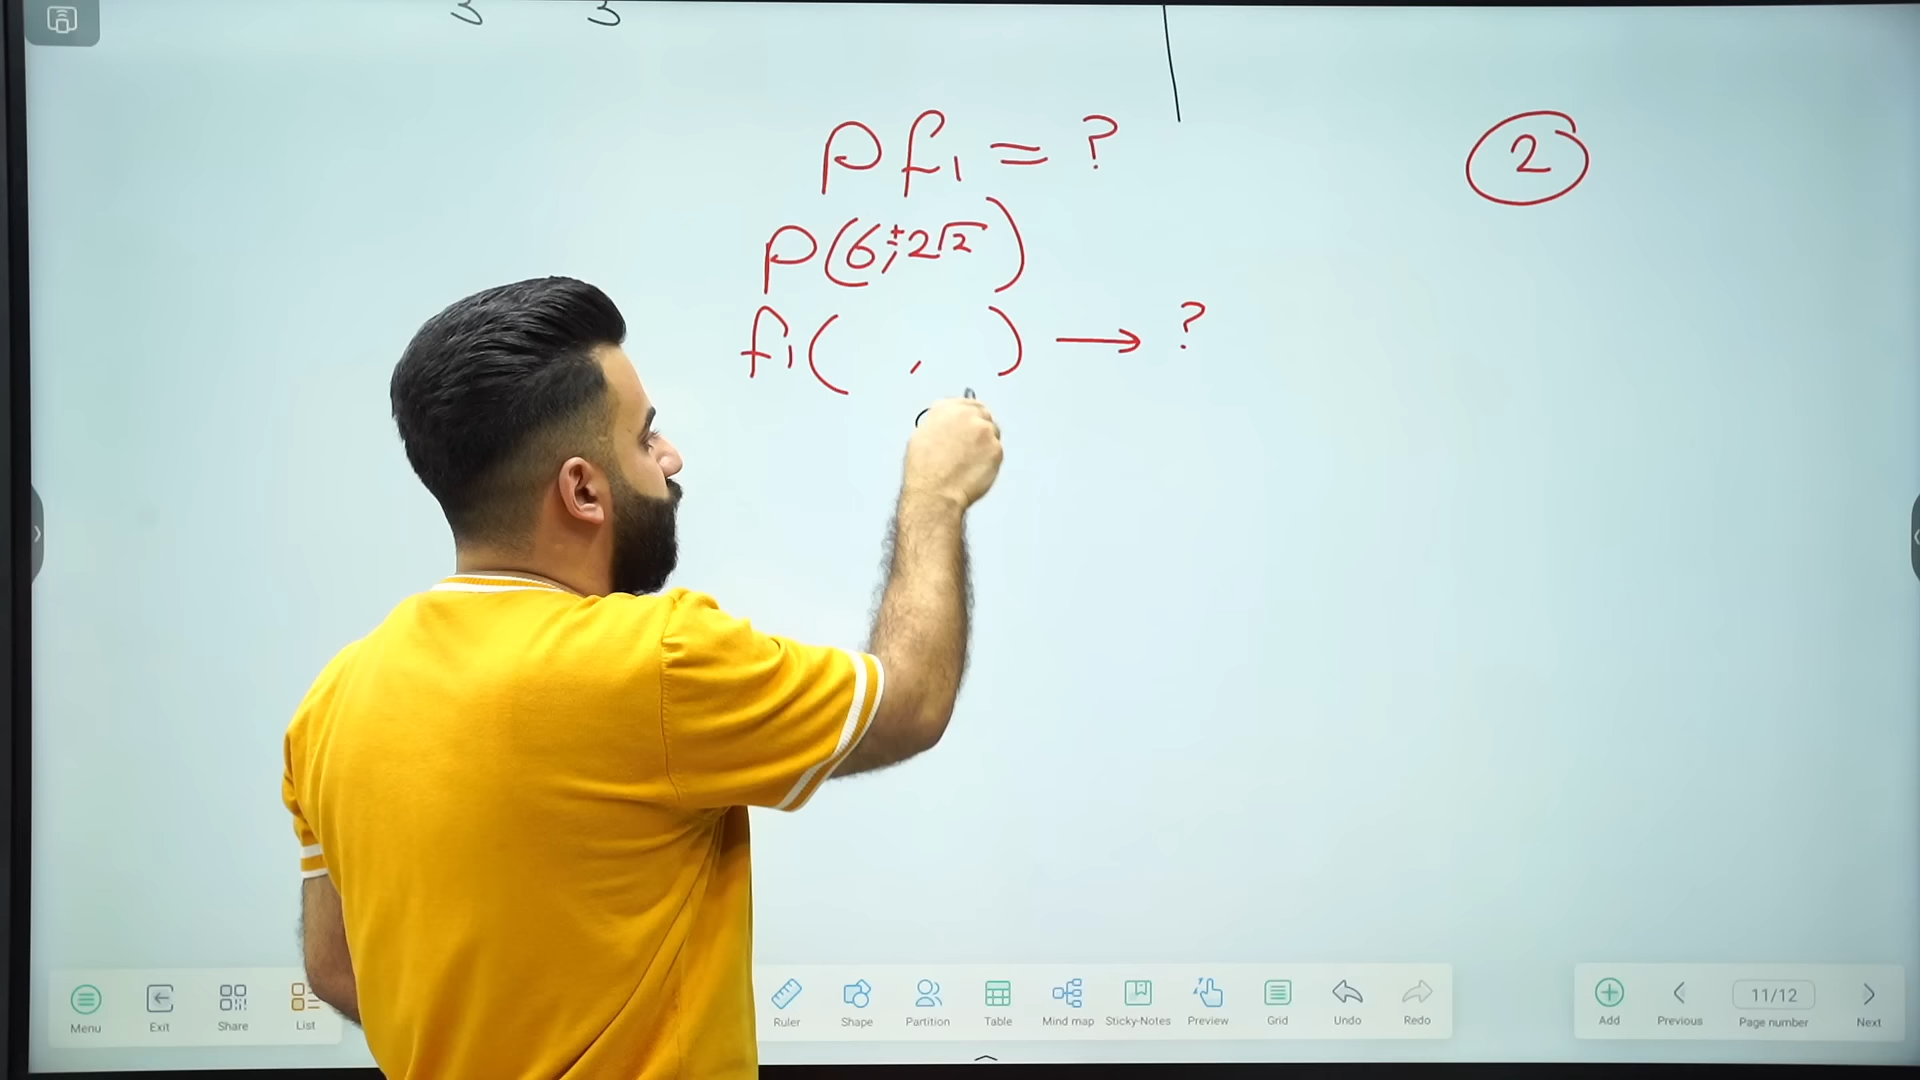 Pf1 = ?
2
P(6,±2√2)
f1( , ) → ?
Menu
Exit
Share
List
Ruler
Shape
Partition
Table
Mind map
Sticky-Notes
Preview
Grid
Undo
Redo
Add
Previous
11/12
Page number
Next